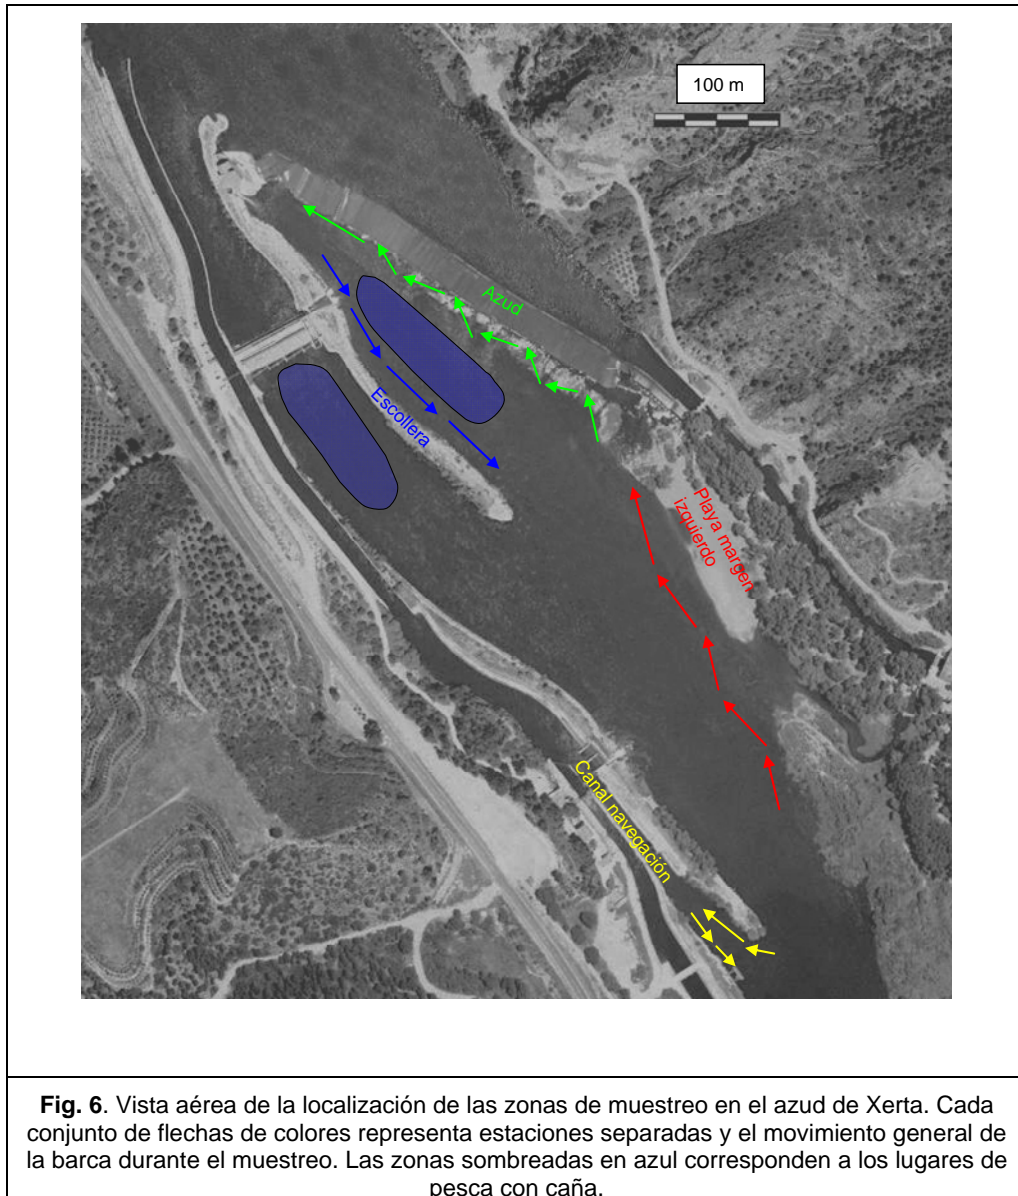 100 m
Azud
Escollera
Playa margen
izquierdo
Canal navegación
Fig. 6. Vista aérea de la localización de las zonas de muestreo en el azud de Xerta. Cada
conjunto de flechas de colores representa estaciones separadas y el movimiento general de
la barca durante el muestreo. Las zonas sombreadas en azul corresponden a los lugares de
pesca con caña.